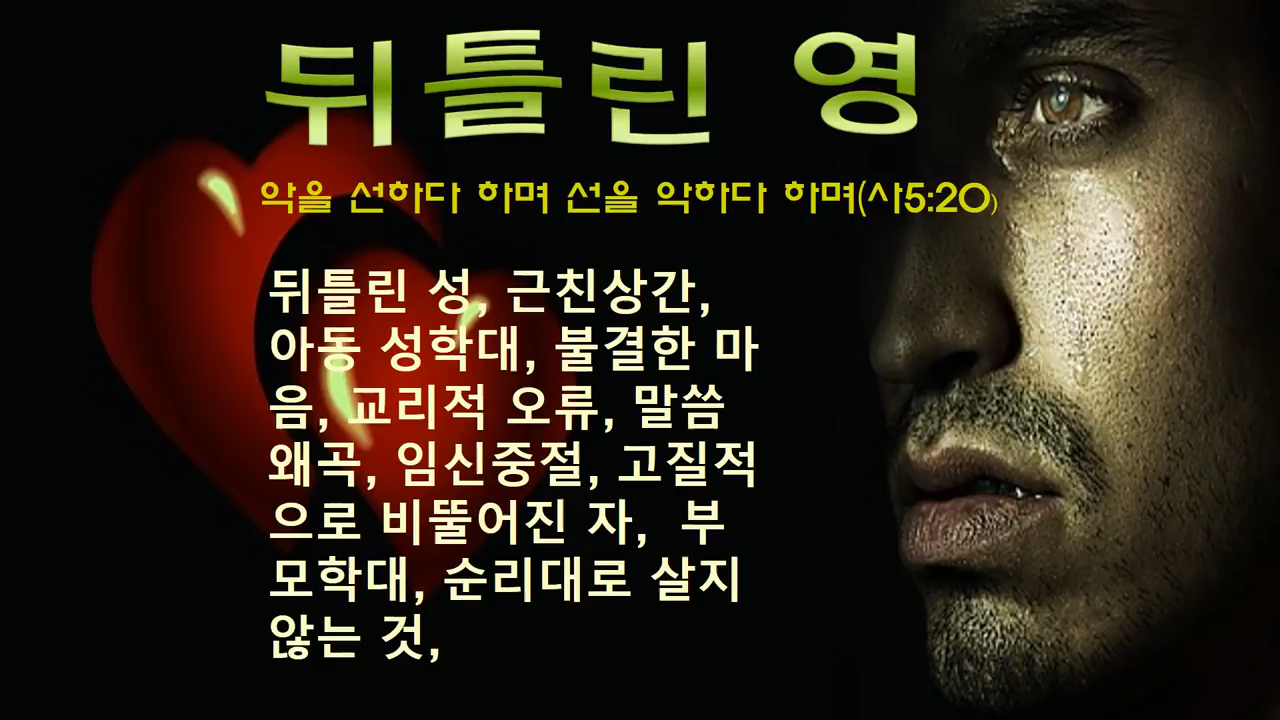 뒤틀린 영
악을 선하다 하며 선을 악하다 하며(사5:20)
뒤틀린 성, 근친상간,
아동 성학대, 불결한 마
음, 교리적 오류, 말씀
왜곡, 임신중절, 고질적
으로 비뚤어진 자, 부
모학대, 순리대로 살지
않는 것,